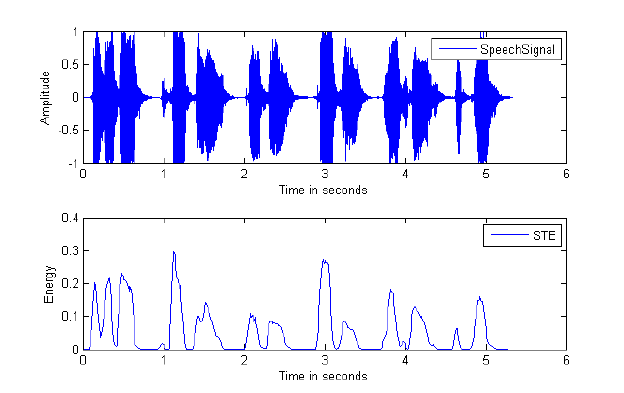 1
0.5
0
-0.5
-1
Amplitude
SpeechSignal
0 1 2 3 4 5 6
Time in seconds
0.4
0.3
0.2
0.1
0
Energy
STE
0 1 2 3 4 5 6
Time in seconds